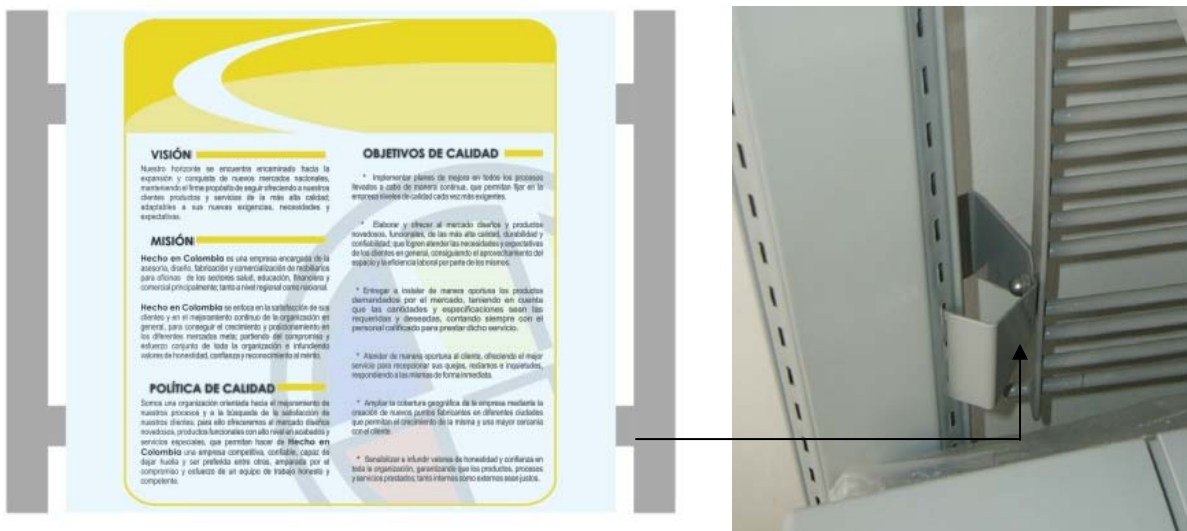 VISIÓN
Nuestro horizonte se encuentra encaminado hacia la
expansión y conquista de nuevos mercados nacionales,
manteniendo el firme propósito de seguir ofreciendo a nuestros
clientes productos y servicios de la más alta calidad;
adaptables a sus nuevas exigencias, necesidades y
expectativas.
MISIÓN
Hecho en Colombia es una empresa encargada de la
asesoría, diseño, fabricación y comercialización de mobiliarios
para oficinas de los sectores salud, educación, financiero y
comercial principalmente; tanto a nivel regional como nacional.
Hecho en Colombia se enfoca en la satisfacción de sus
clientes y en el mejoramiento continuo de la organización en
general, para conseguir el crecimiento y posicionamiento en
los diferentes mercados meta; partiendo del compromiso y
esfuerzo conjunto de toda la organización e infundiendo
valores de honestidad, confianza y reconocimiento al mérito.
POLÍTICA DE CALIDAD
Somos una organización orientada hacia el mejoramiento de
nuestros procesos y a la búsqueda de la satisfacción de
nuestros clientes; para ello ofrecemos al mercado diseños
novedosos, productos funcionales con alto nivel en acabados y
servicios especiales, que permitan hacer de Hecho en
Colombia una empresa competitiva, confiable, capaz de
dejar huella y ser preferida entre otras, amparada por el
compromiso y esfuerzo de un equipo de trabajo honesto y
competente.
OBJETIVOS DE CALIDAD
* Implementar planes de mejora en todos los procesos
llevados a cabo de manera continua, que permitan fijar en la
empresa niveles de calidad cada vez más exigentes.
* Elaborar y ofrecer al mercado diseños y productos
novedosos, funcionales, de las más alta calidad, durabilidad y
confiabilidad; que logren atender las necesidades y expectativas
de los clientes en general, consiguiendo el aprovechamiento del
espacio y la eficiencia laboral por parte de los mismos.
* Entregar e instalar de manera oportuna los productos
demandados por el mercado, teniendo en cuenta
que las cantidades y especificaciones sean las
requeridas y deseadas, contando siempre con el
personal calificado para prestar dicho servicio.
* Atender de manera oportuna al cliente, ofreciendo el mejor
servicio para recepcionar sus quejas, reclamos e inquietudes,
respondiendo a las mismas de forma inmediata.
* Ampliar la cobertura geográfica de la empresa mediante la
creación de nuevos puntos fabricantes en diferentes ciudades
que permitan el crecimiento de la misma y una mayor cercanía
con el cliente.
* Sensibilizar e infundir valores de honestidad y confianza en
toda la organización, garantizando que los productos, procesos
y servicios prestados; tanto internos como externos sean justos.